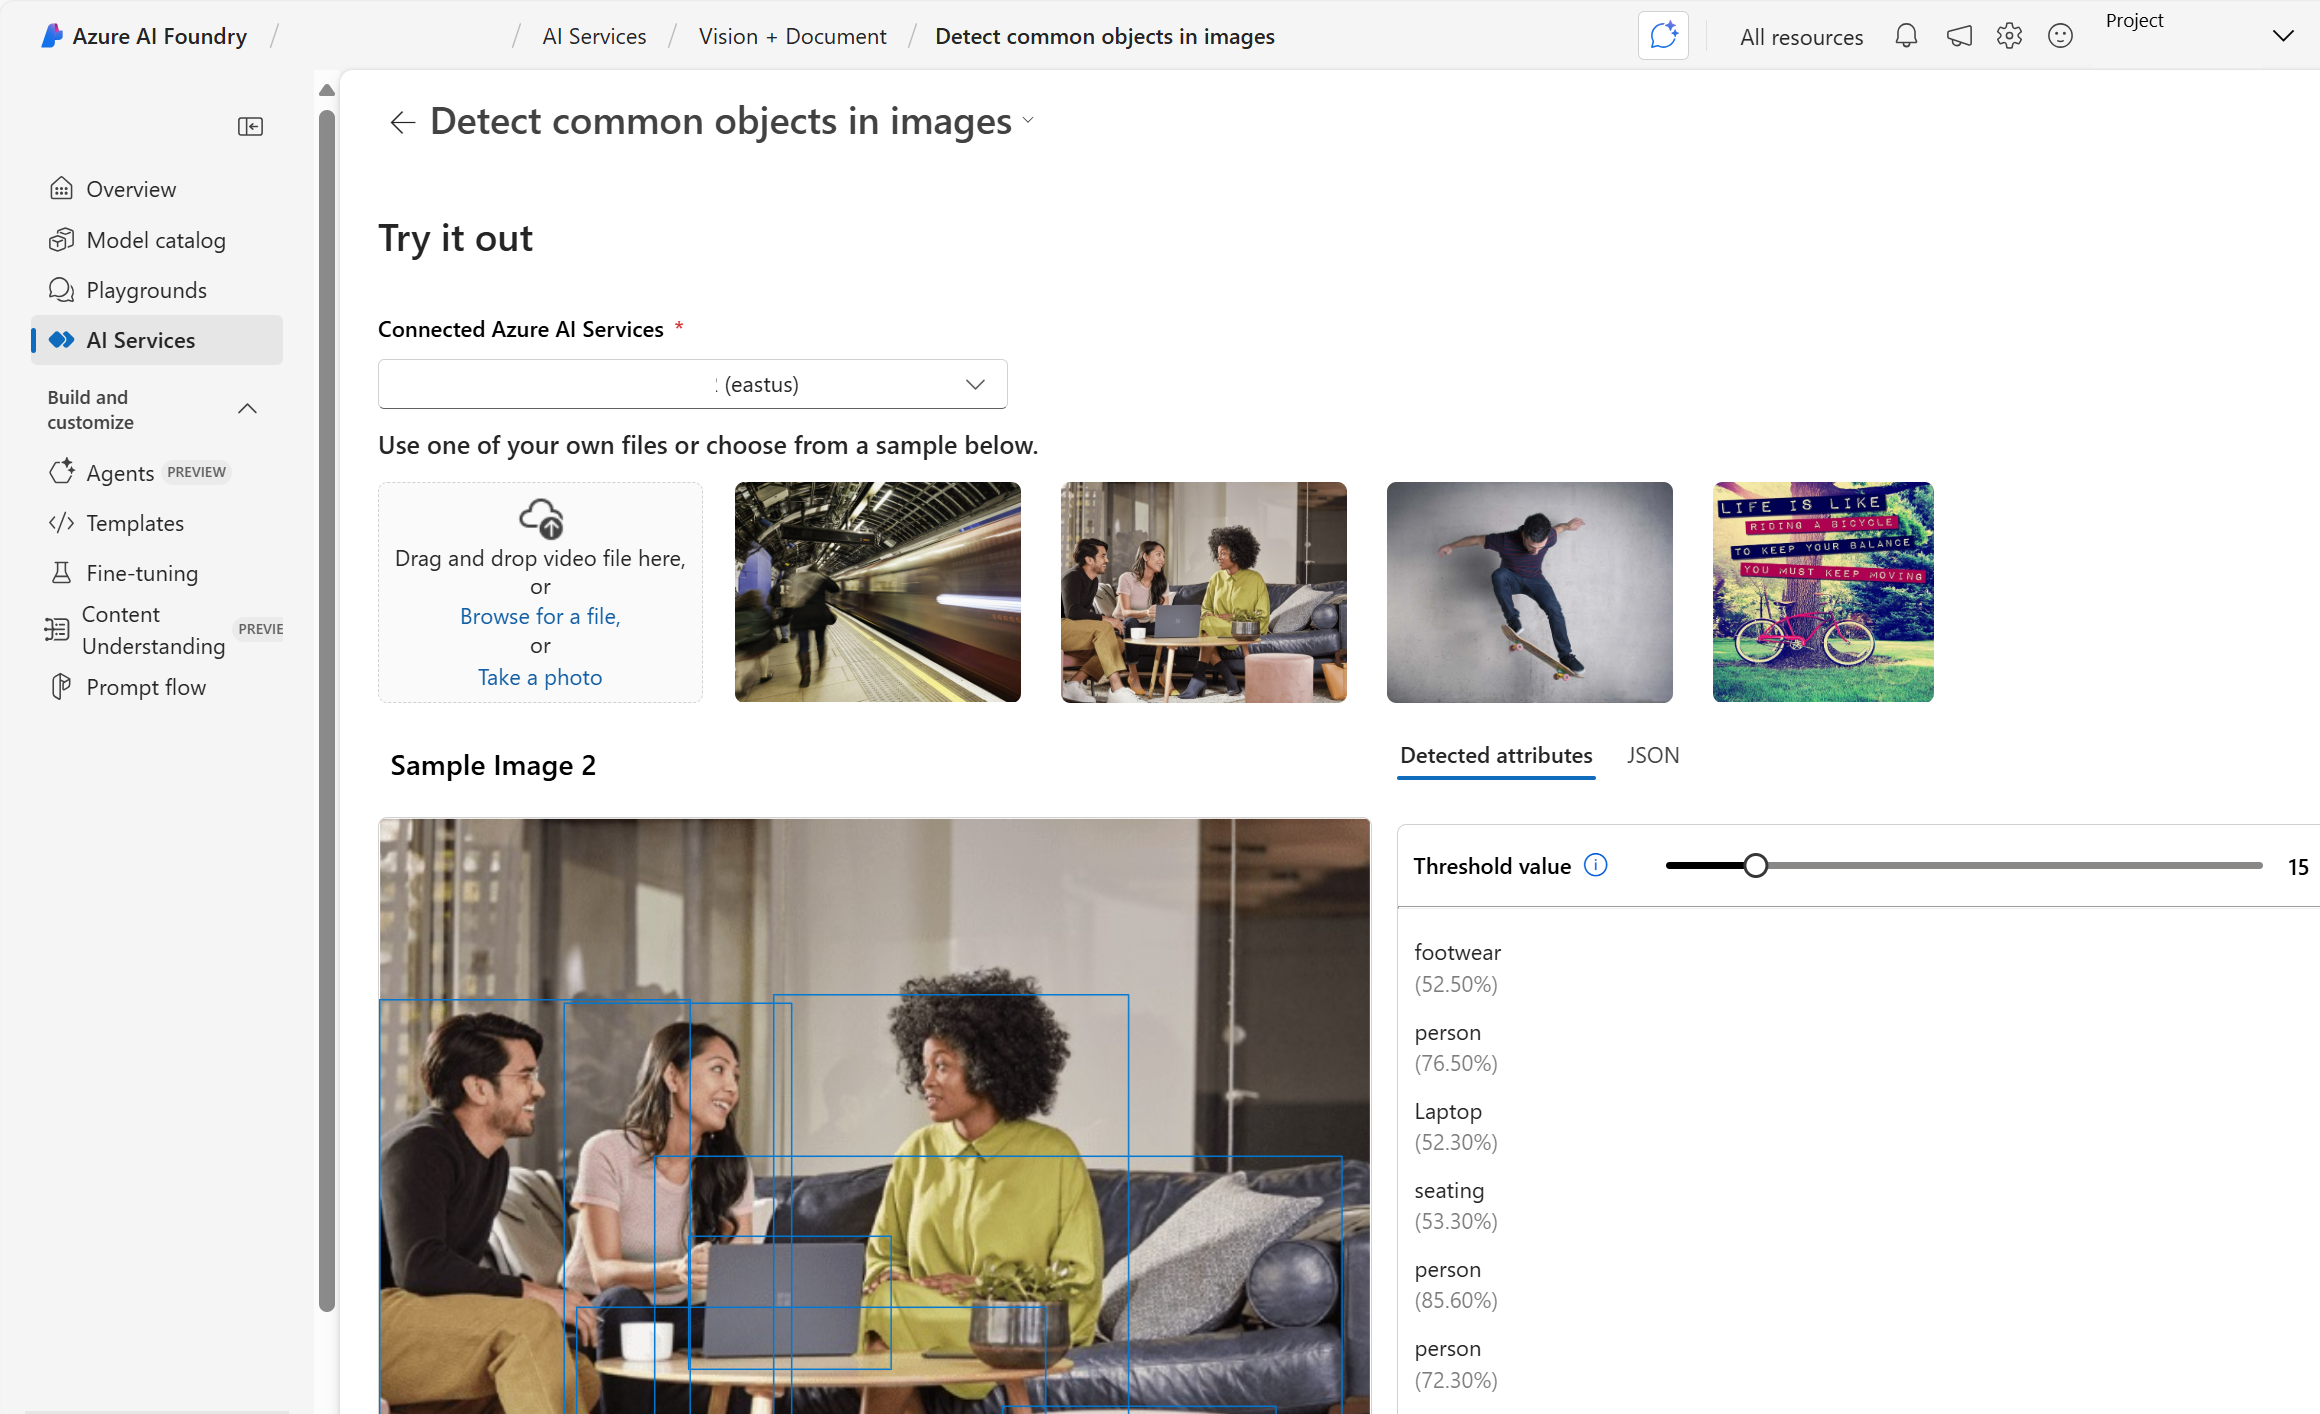 Azure AI Foundry / / AI Services / Vision + Document / Detect common objects in images
All resources
Project
Detect common objects in images
Overview
Model catalog
Playgrounds
AI Services
Build and
customize
Agents PREVIEW
Templates
Fine-tuning
Content
Understanding PREVIE
Prompt flow
Try it out
Connected Azure AI Services *
(eastus)
Use one of your own files or choose from a sample below.
Drag and drop video file here,
or
Browse for a file,
or
Take a photo
LIFE IS LIKE
RIDING A BICYCLE
TO KEEP YOUR BALANCE
YOU MUST KEEP MOVING
Sample Image 2
Detected attributes JSON
Threshold value 15
footwear
(52.50%)
person
(76.50%)
Laptop
(52.30%)
seating
(53.30%)
person
(85.60%)
person
(72.30%)